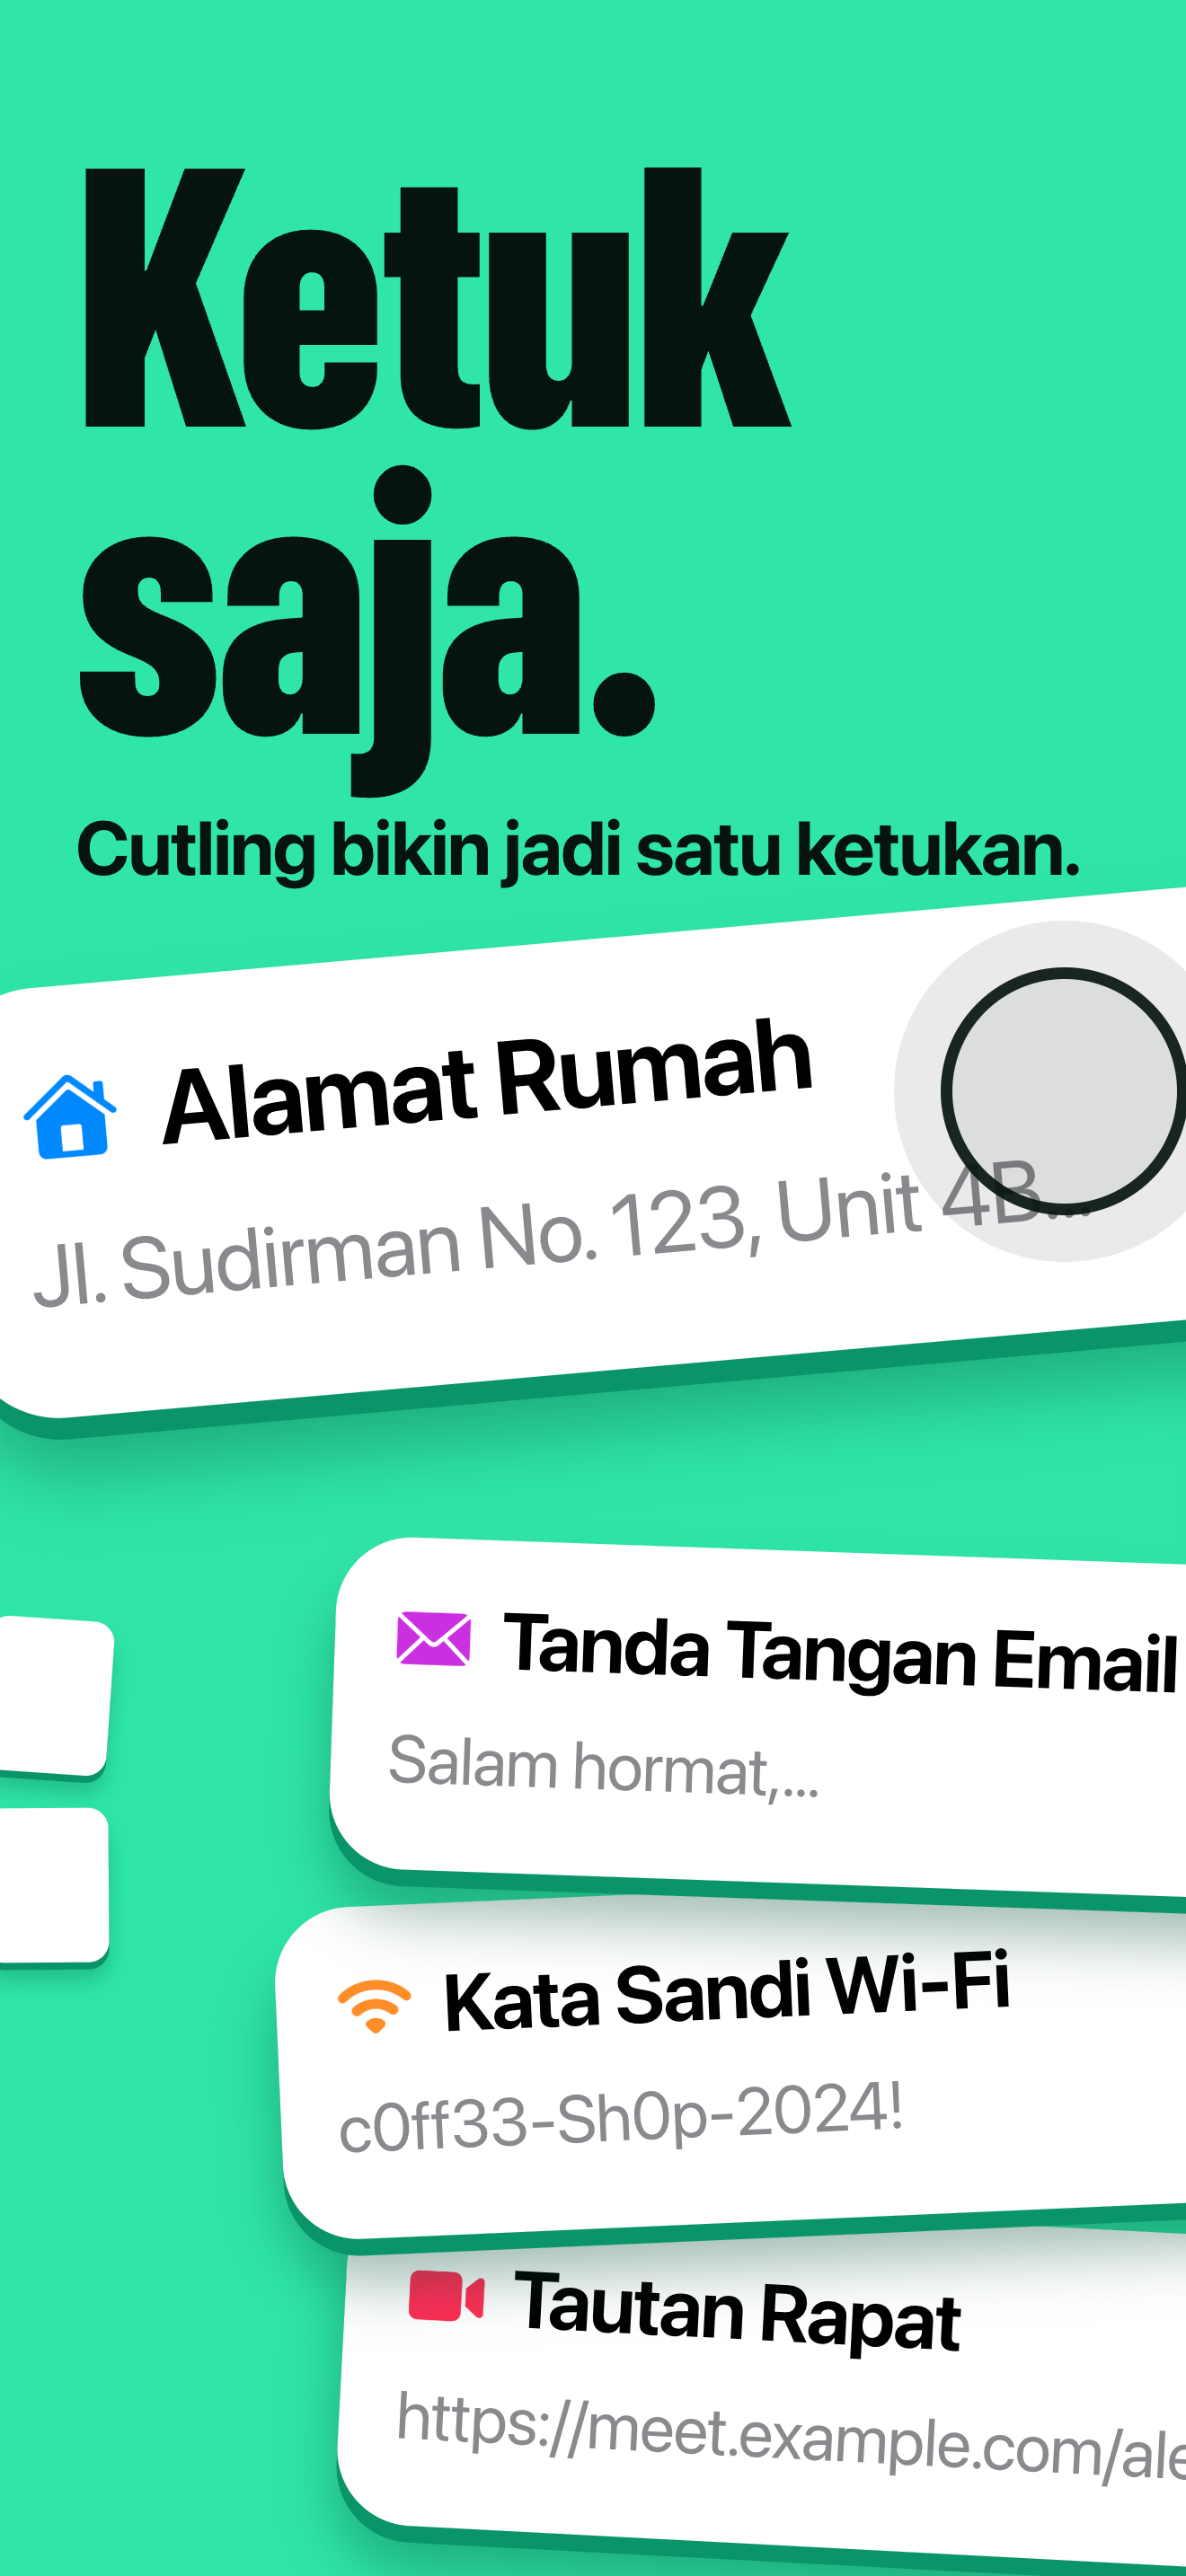 Ketuk
saja.
Cutling bikin jadi satu ketukan.
Alamat Rumah
Jl. Sudirman No. 123, Unit 4B...
Tanda Tangan Email
Salam hormat,...
Kata Sandi Wi-Fi
c0ff33-Sh0p-2024!
Tautan Rapat
https://meet.example.com/ale